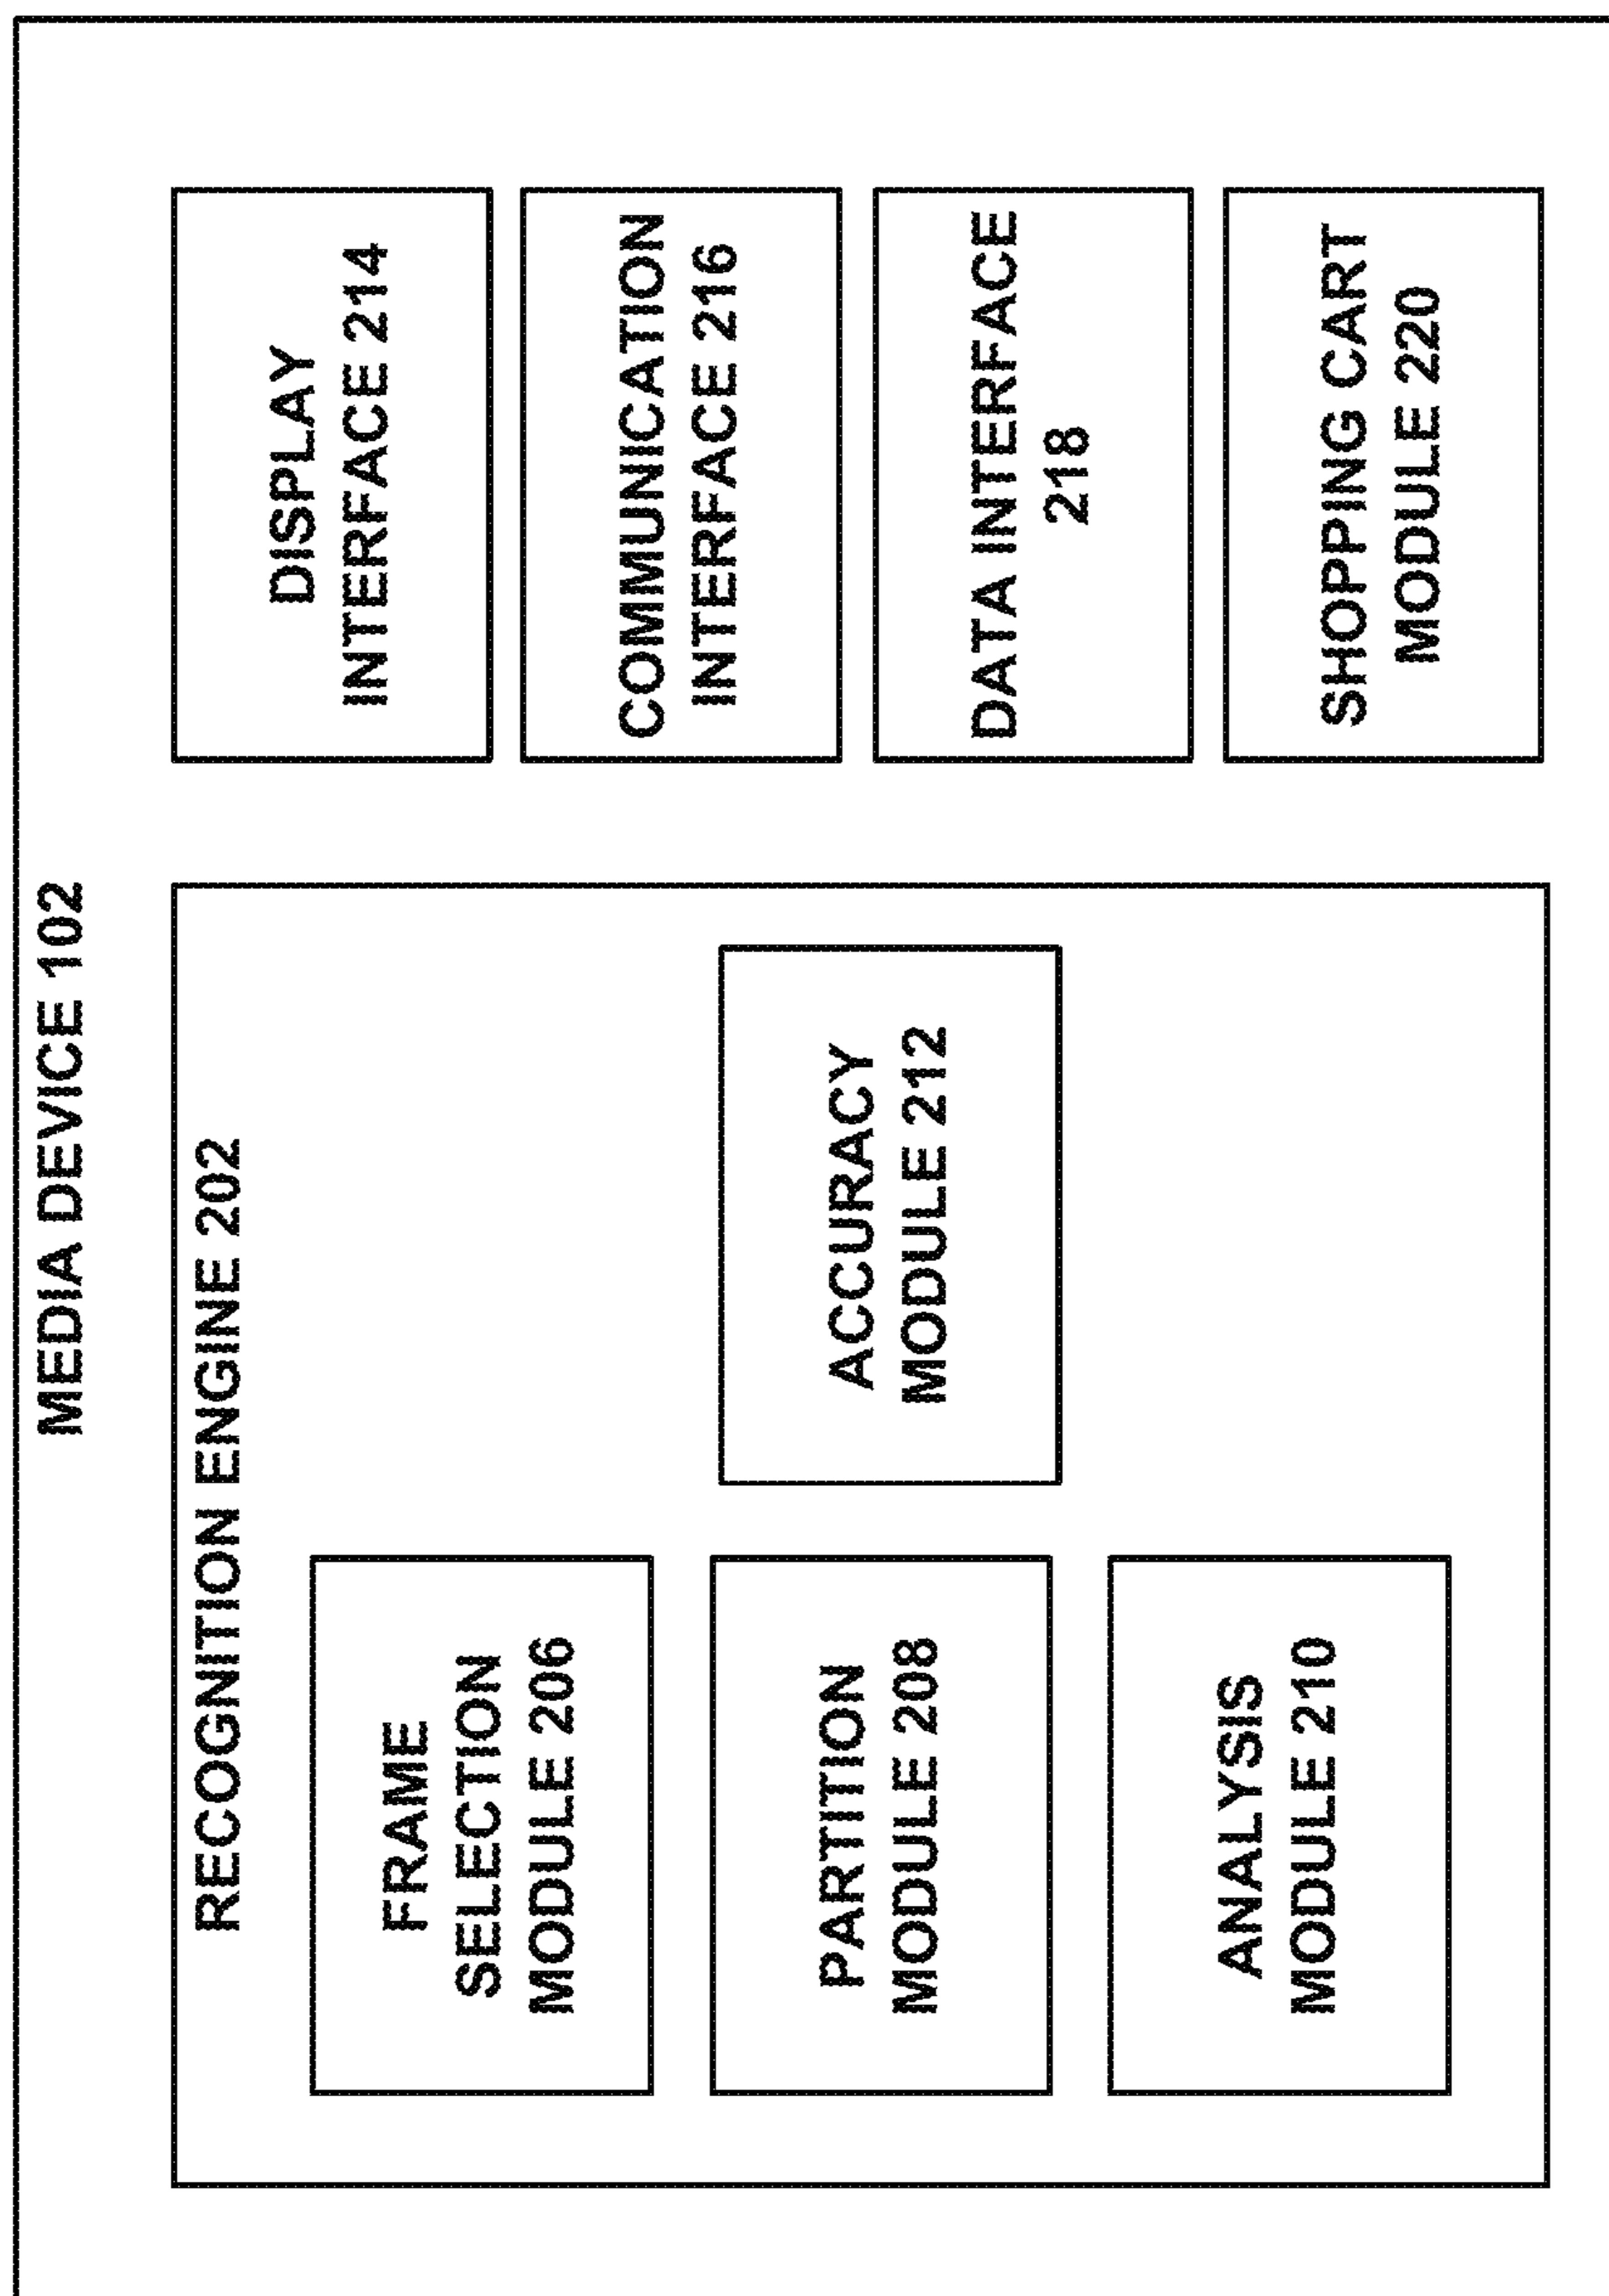 MEDIA DEVICE 102
RECOGNITION ENGINE 202
FRAME
SELECTION
MODULE 206
PARTITION
MODULE 208
ANALYSIS
MODULE 210
ACCURACY
MODULE 212
DISPLAY
INTERFACE 214
COMMUNICATION
INTERFACE 216
DATA INTERFACE
218
SHOPPING CART
MODULE 220